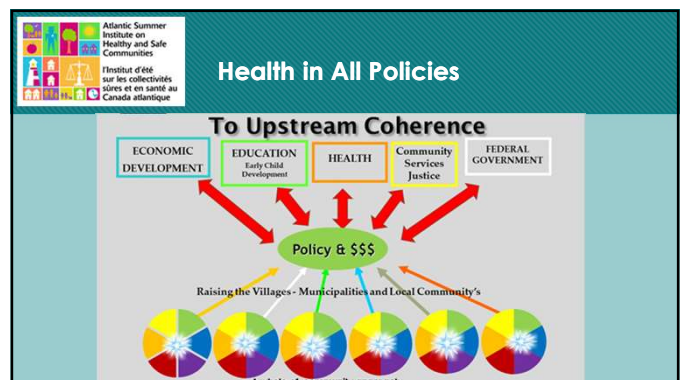 Atlantic Summer
Institute on
Healthy and Safe
Communities
l'Institut d'été
sur les collectivités
sûres et en santé au
Canada atlantique
Health in All Policies
To Upstream Coherence
ECONOMIC
DEVELOPMENT
EDUCATION
Early Child
Development
HEALTH
Community
Services
Justice
FEDERAL
GOVERNMENT
Policy & $$$
Raising the Villages - Municipalities and Local Community's